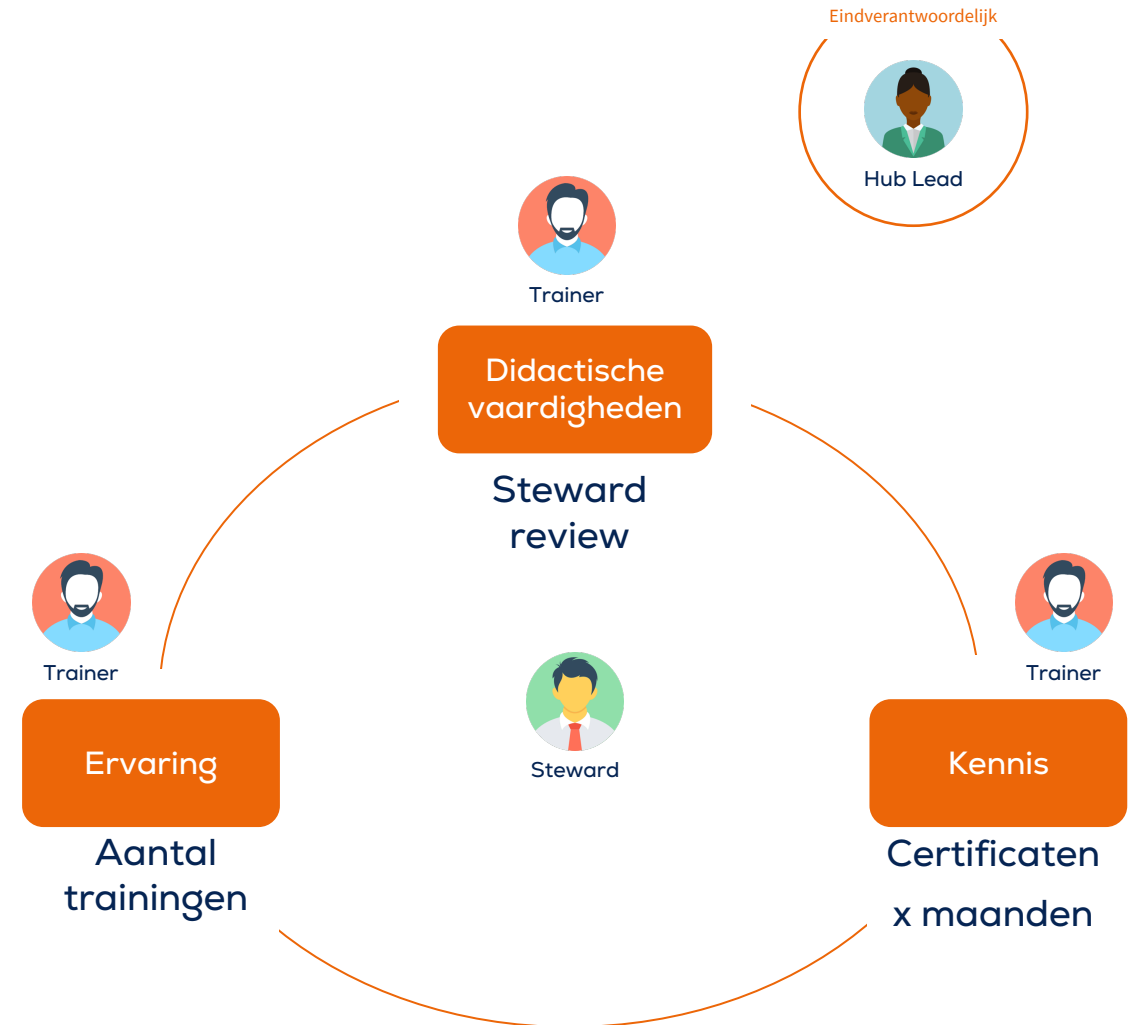 Eindverantwoordelijk
Hub Lead
Trainer
Didactische
vaardigheden
Steward
review
Trainer
Ervaring
Aantal
trainingen
Steward
Trainer
Kennis
Certificaten
x maanden